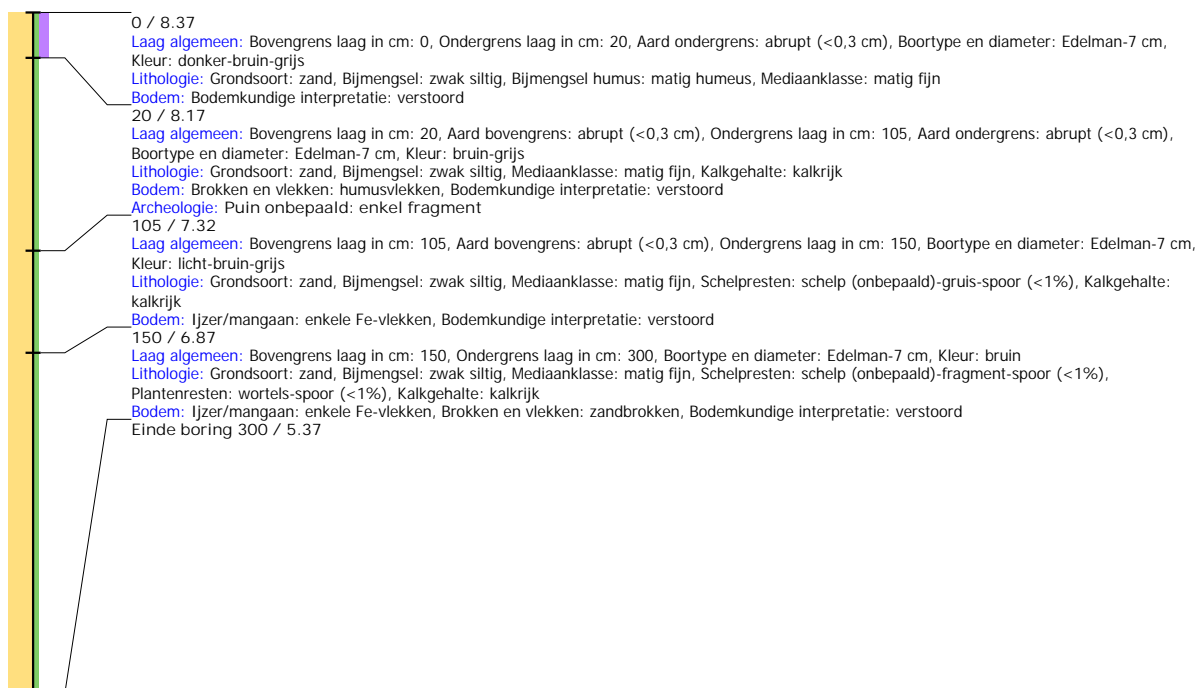 0 / 8.37
Laag algemeen: Bovengrens laag in cm: 0, Ondergrens laag in cm: 20, Aard ondergrens: abrupt (<0,3 cm), Boortype en diameter: Edelman-7 cm,
Kleur: donker-bruin-grijs
Lithologie: Grondsoort: zand, Bijmengsel: zwak siltig, Bijmengsel humus: matig humeus, Mediaanklasse: matig fijn
Bodem: Bodemkundige interpretatie: verstoord
20 / 8.17
Laag algemeen: Bovengrens laag in cm: 20, Aard bovengrens: abrupt (<0,3 cm), Ondergrens laag in cm: 105, Aard ondergrens: abrupt (<0,3 cm),
Boortype en diameter: Edelman-7 cm, Kleur: bruin-grijs
Lithologie: Grondsoort: zand, Bijmengsel: zwak siltig, Mediaanklasse: matig fijn, Kalkgehalte: kalkrijk
Bodem: Brokken en vlekken: humusvlekken, Bodemkundige interpretatie: verstoord
Archeologie: Puin onbepaald: enkel fragment
105 / 7.32
Laag algemeen: Bovengrens laag in cm: 105, Aard bovengrens: abrupt (<0,3 cm), Ondergrens laag in cm: 150, Boortype en diameter: Edelman-7 cm,
Kleur: licht-bruin-grijs
Lithologie: Grondsoort: zand, Bijmengsel: zwak siltig, Mediaanklasse: matig fijn, Schelpresten: schelp (onbepaald)-gruis-spoor (<1%), Kalkgehalte:
kalkrijk
Bodem: Ijzer/mangaan: enkele Fe-vlekken, Bodemkundige interpretatie: verstoord
150 / 6.87
Laag algemeen: Bovengrens laag in cm: 150, Ondergrens laag in cm: 300, Boortype en diameter: Edelman-7 cm, Kleur: bruin
Lithologie: Grondsoort: zand, Bijmengsel: zwak siltig, Mediaanklasse: matig fijn, Schelpresten: schelp (onbepaald)-fragment-spoor (<1%),
Plantenresten: wortels-spoor (<1%), Kalkgehalte: kalkrijk
Bodem: Ijzer/mangaan: enkele Fe-vlekken, Brokken en vlekken: zandbrokken, Bodemkundige interpretatie: verstoord
Einde boring 300 / 5.37